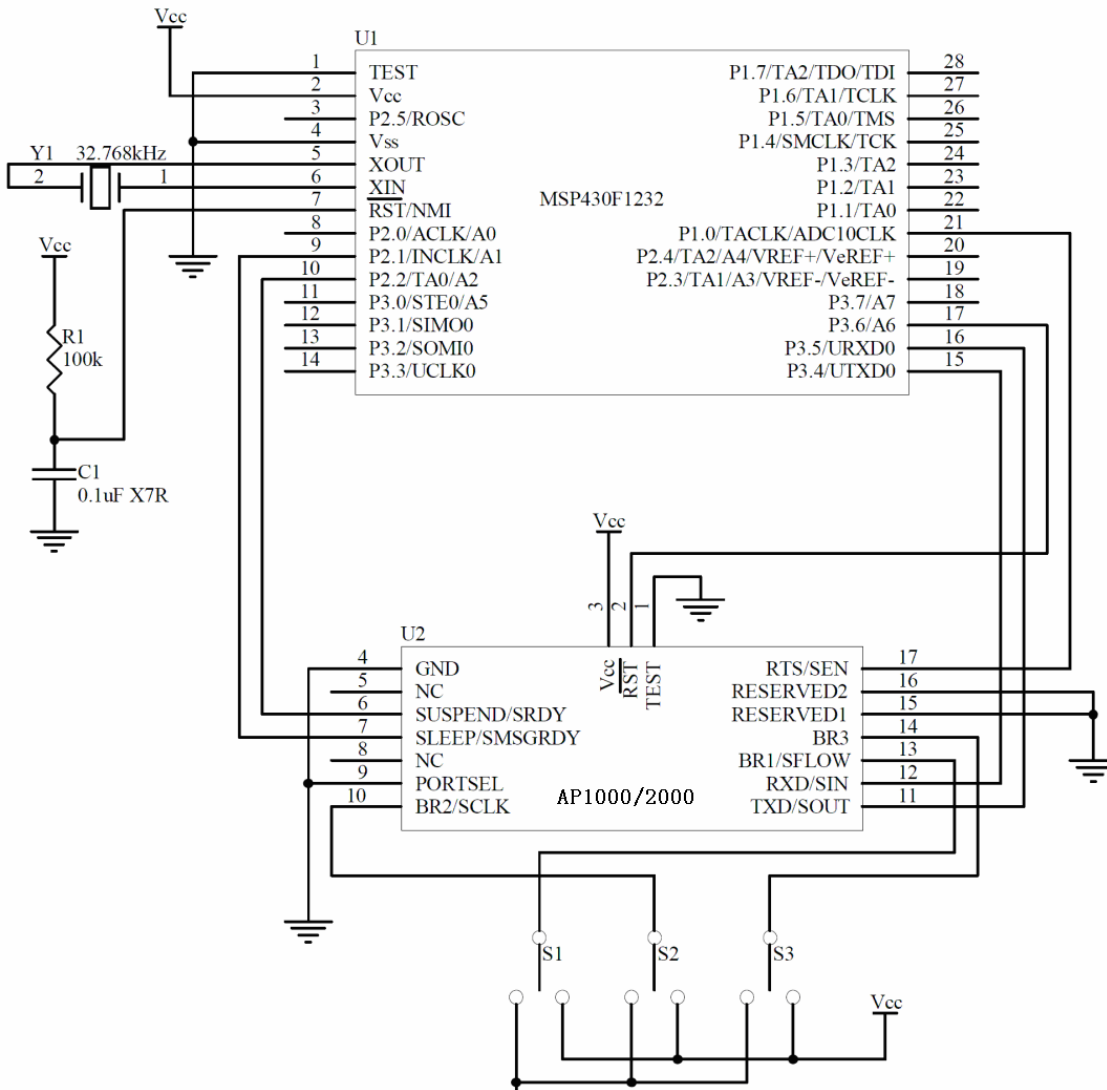 Vcc
U1
1 TEST
2 Vcc
3 P2.5/ROSC
4 Vss
5 XOUT
6 XIN
7 RST/NMI
8 P2.0/ACLK/A0
9 P2.1/INCLK/A1
10 P2.2/TA0/A2
11 P3.0/STE0/A5
12 P3.1/SIMO0
13 P3.2/SOMI0
14 P3.3/UCLK0
MSP430F1232
P1.7/TA2/TDO/TDI 28
P1.6/TA1/TCLK 27
P1.5/TA0/TMS 26
P1.4/SMCLK/TCK 25
P1.3/TA2 24
P1.2/TA1 23
P1.1/TA0 22
P1.0/TACLK/ADC10CLK 21
P2.4/TA2/A4/VREF+/VeREF+ 20
P2.3/TA1/A3/VREF-/VeREF- 19
P3.7/A7 18
P3.6/A6 17
P3.5/URXD0 16
P3.4/UTXD0 15
Y1 32.768kHz
2 1
Vcc
R1
100k
C1
0.1uF X7R
Vcc
3 2 1
Vcc RST TEST
U2
4 GND
5 NC
6 SUSPEND/SRDY
7 SLEEP/SMSGRDY
8 NC
9 PORTSEL
10 BR2/SCLK
AP1000/2000
RTS/SEN 17
RESERVED2 16
RESERVED1 15
BR3 14
BR1/SFLOW 13
RXD/SIN 12
TXD/SOUT 11
S1 S2 S3
Vcc